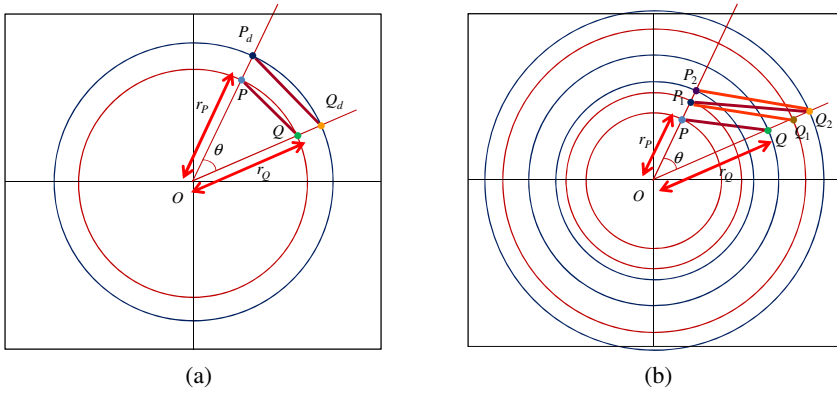 P_d
P
r_P
Q_d
Q
θ
r_Q
O
(a)
P_2
P_1
P
r_P
Q_2
Q_1
Q
θ
r_Q
O
(b)